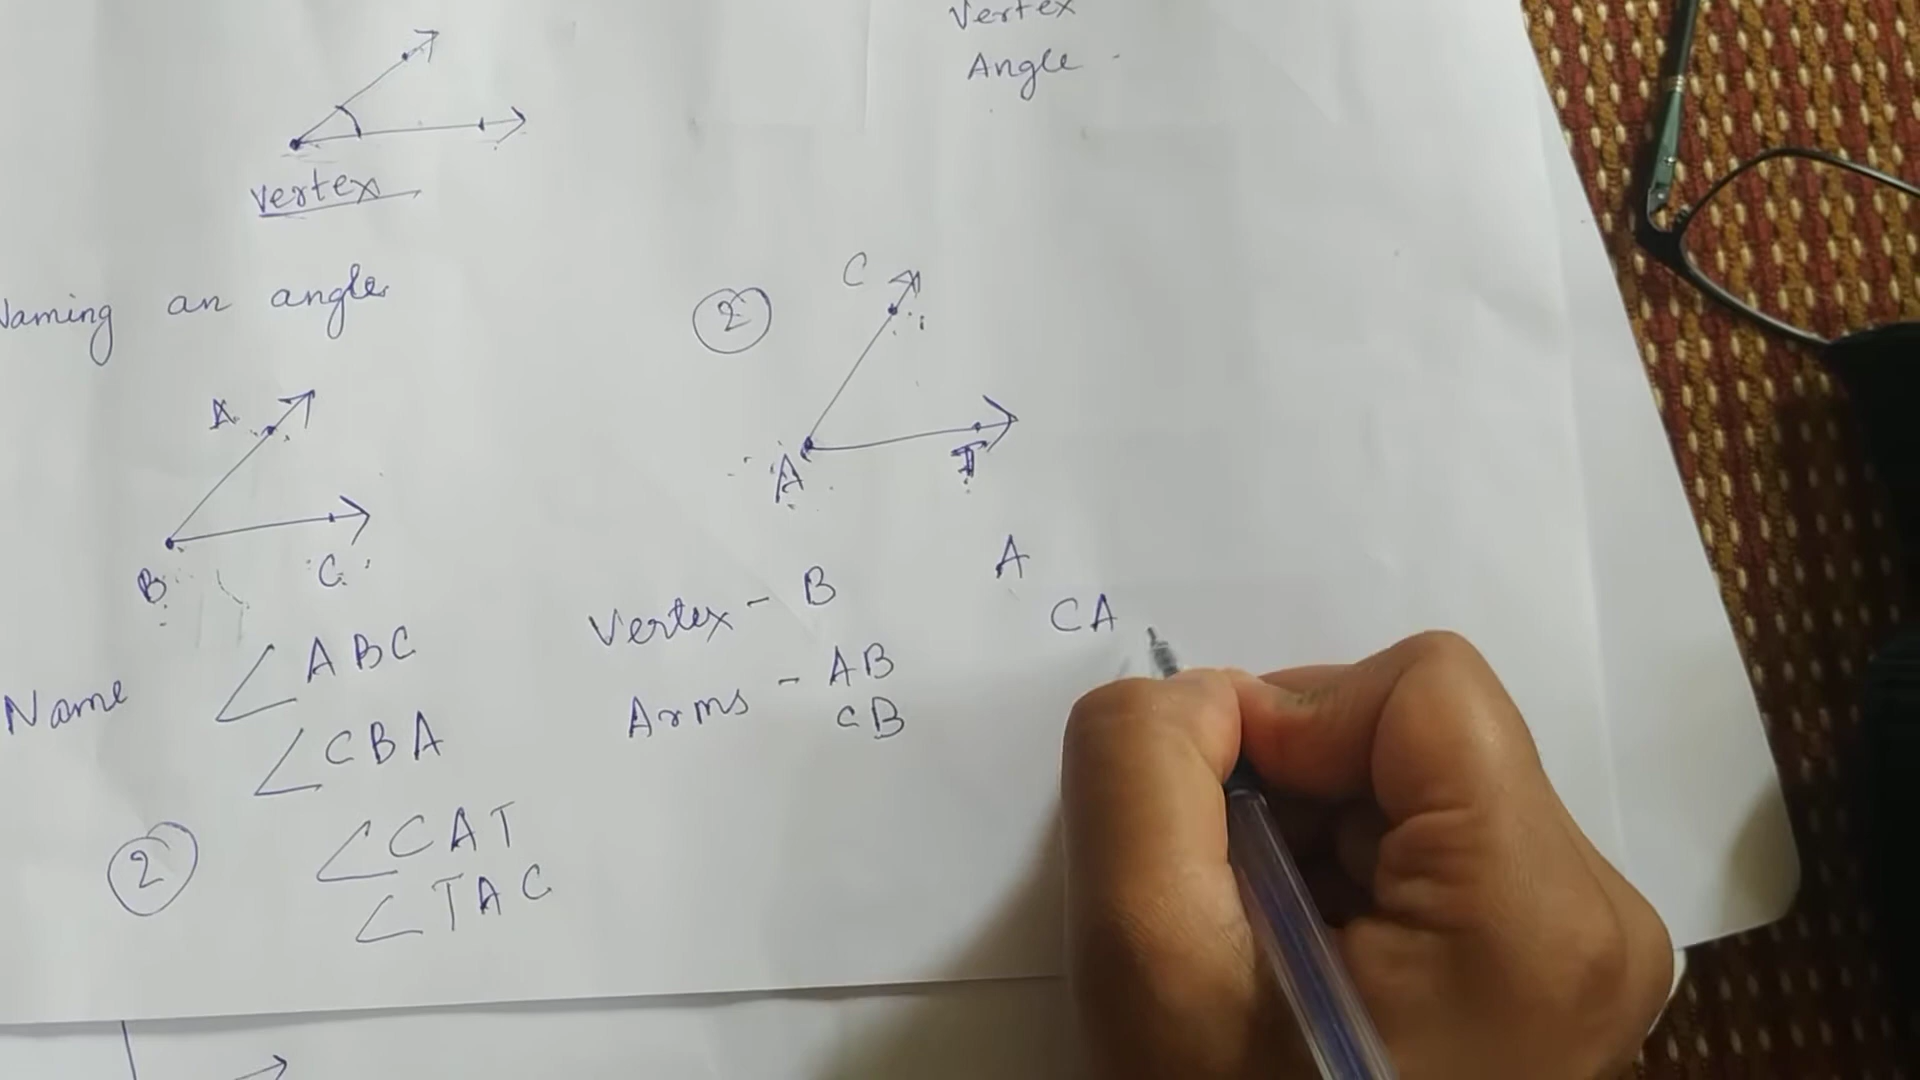 Vertex
Angle
Vertex
Naming an angle
2
C
A
T
A
B
C
Vertex - B
A
Arms - AB
CB
CA
Name ∠ABC
∠CBA
2
∠CAT
∠TAC